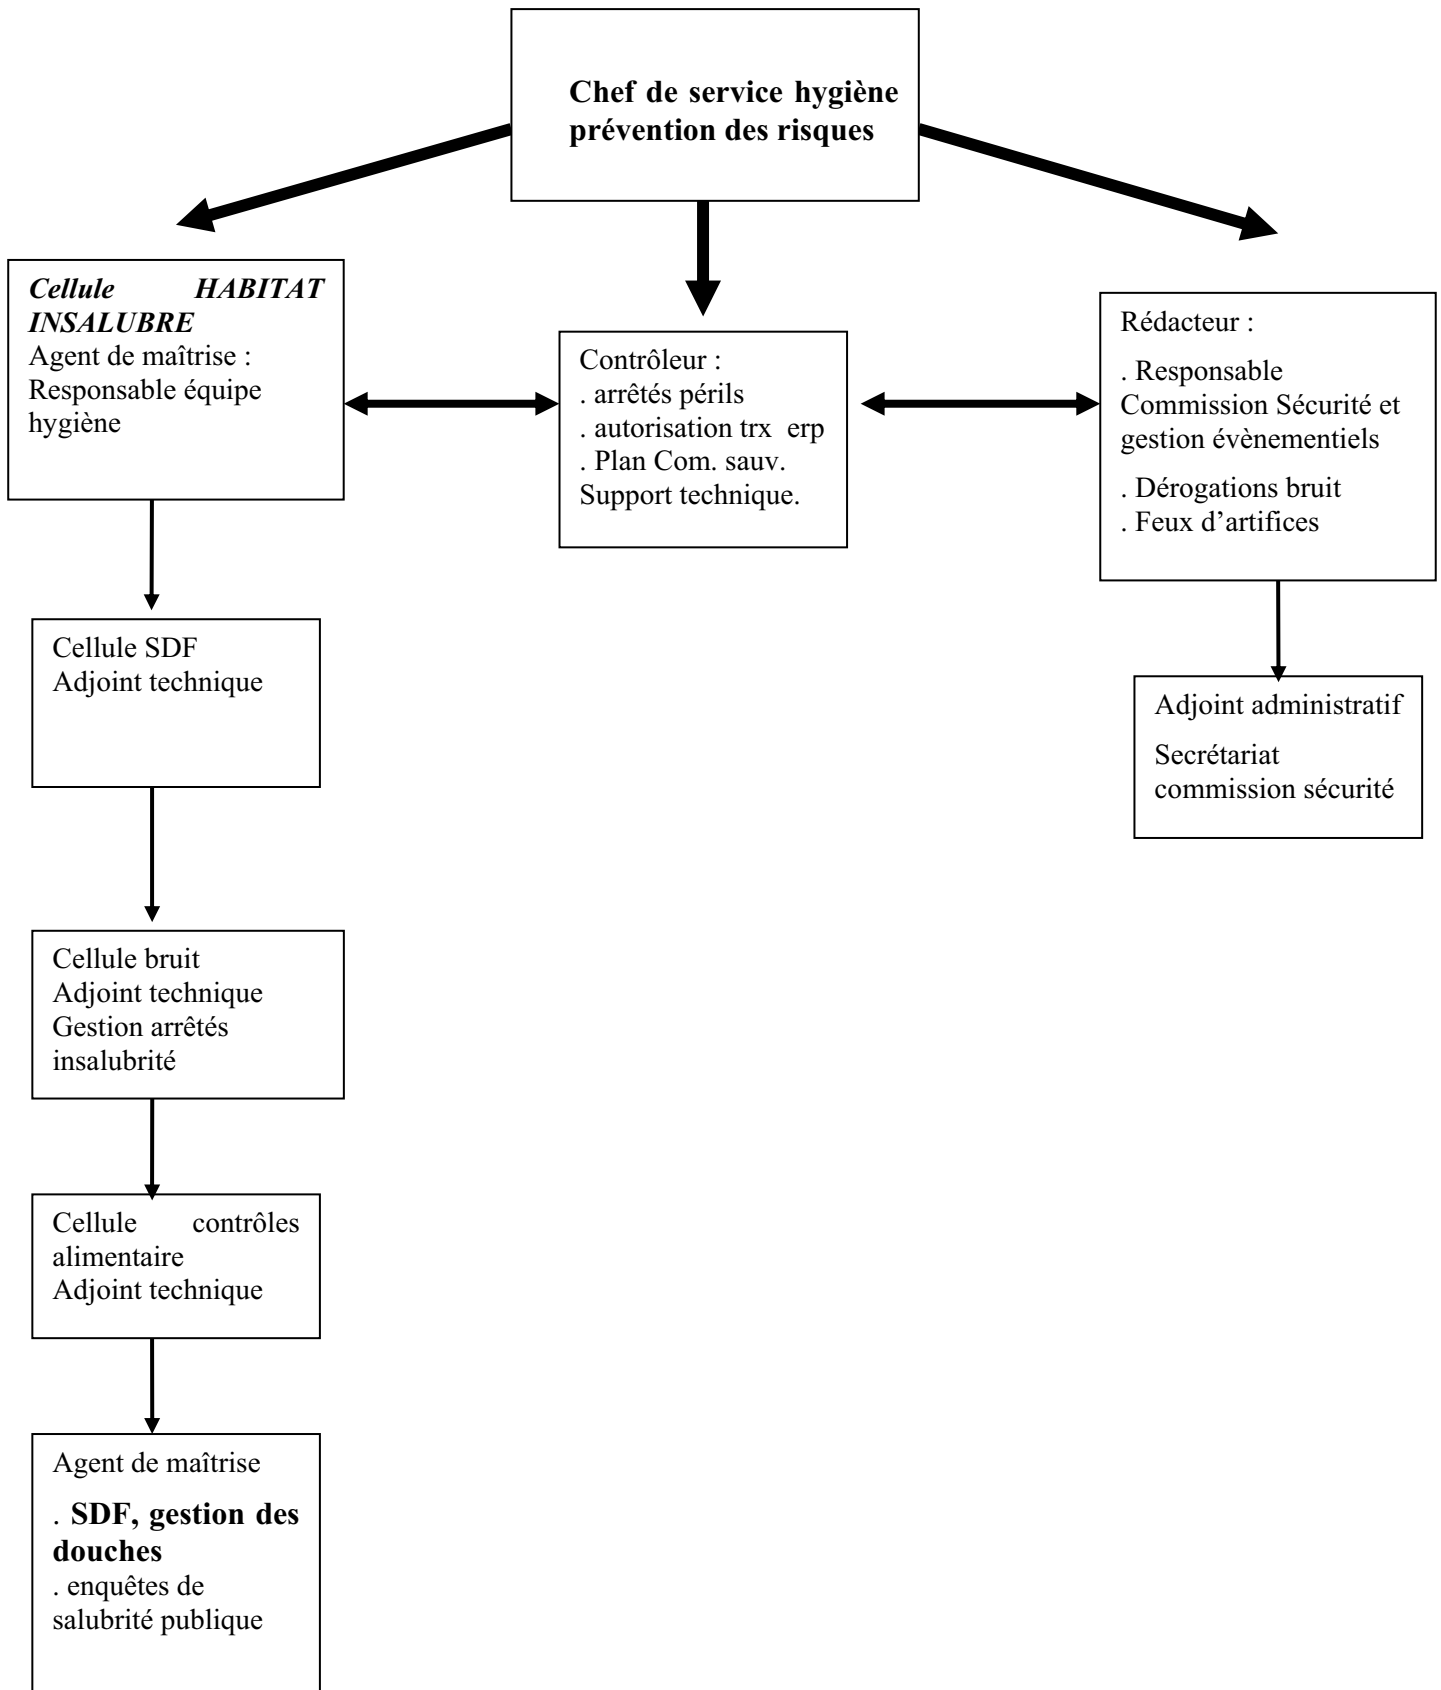 Chef de service hygiène
prévention des risques
Cellule HABITAT
INSALUBRE
Agent de maîtrise :
Responsable équipe
hygiène
Contrôleur :
. arrêtés périls
. autorisation trx erp
. Plan Com. sauv.
Support technique.
Rédacteur :
. Responsable
Commission Sécurité et
gestion évènementiels
. Dérogations bruit
. Feux d’artifices
Cellule SDF
Adjoint technique
Adjoint administratif
Secrétariat
commission sécurité
Cellule bruit
Adjoint technique
Gestion arrêtés
insalubrité
Cellule contrôles
alimentaire
Adjoint technique
Agent de maîtrise
. SDF, gestion des
douches
. enquêtes de
salubrité publique